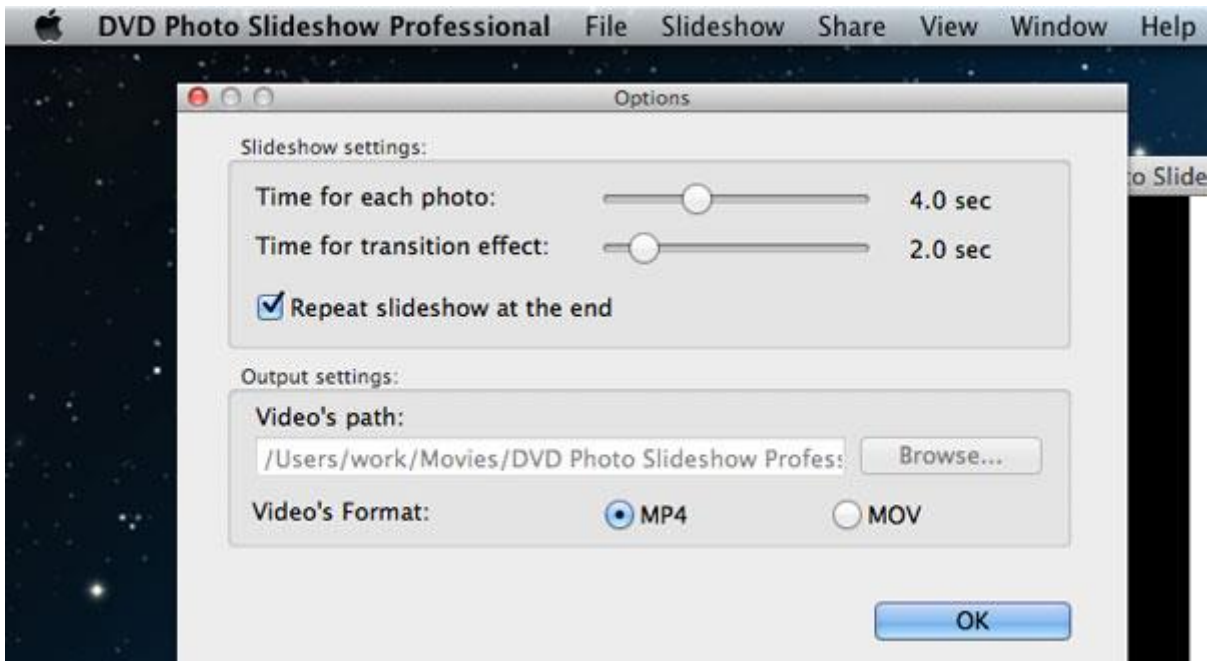 DVD Photo Slideshow Professional File Slideshow Share View Window Help
Options
to Slide
Slideshow settings:
Time for each photo: 4.0 sec
Time for transition effect: 2.0 sec
Repeat slideshow at the end
Output settings:
Video's path:
/Users/work/Movies/DVD Photo Slideshow Profess Browse...
Video's Format: MP4 MOV
OK